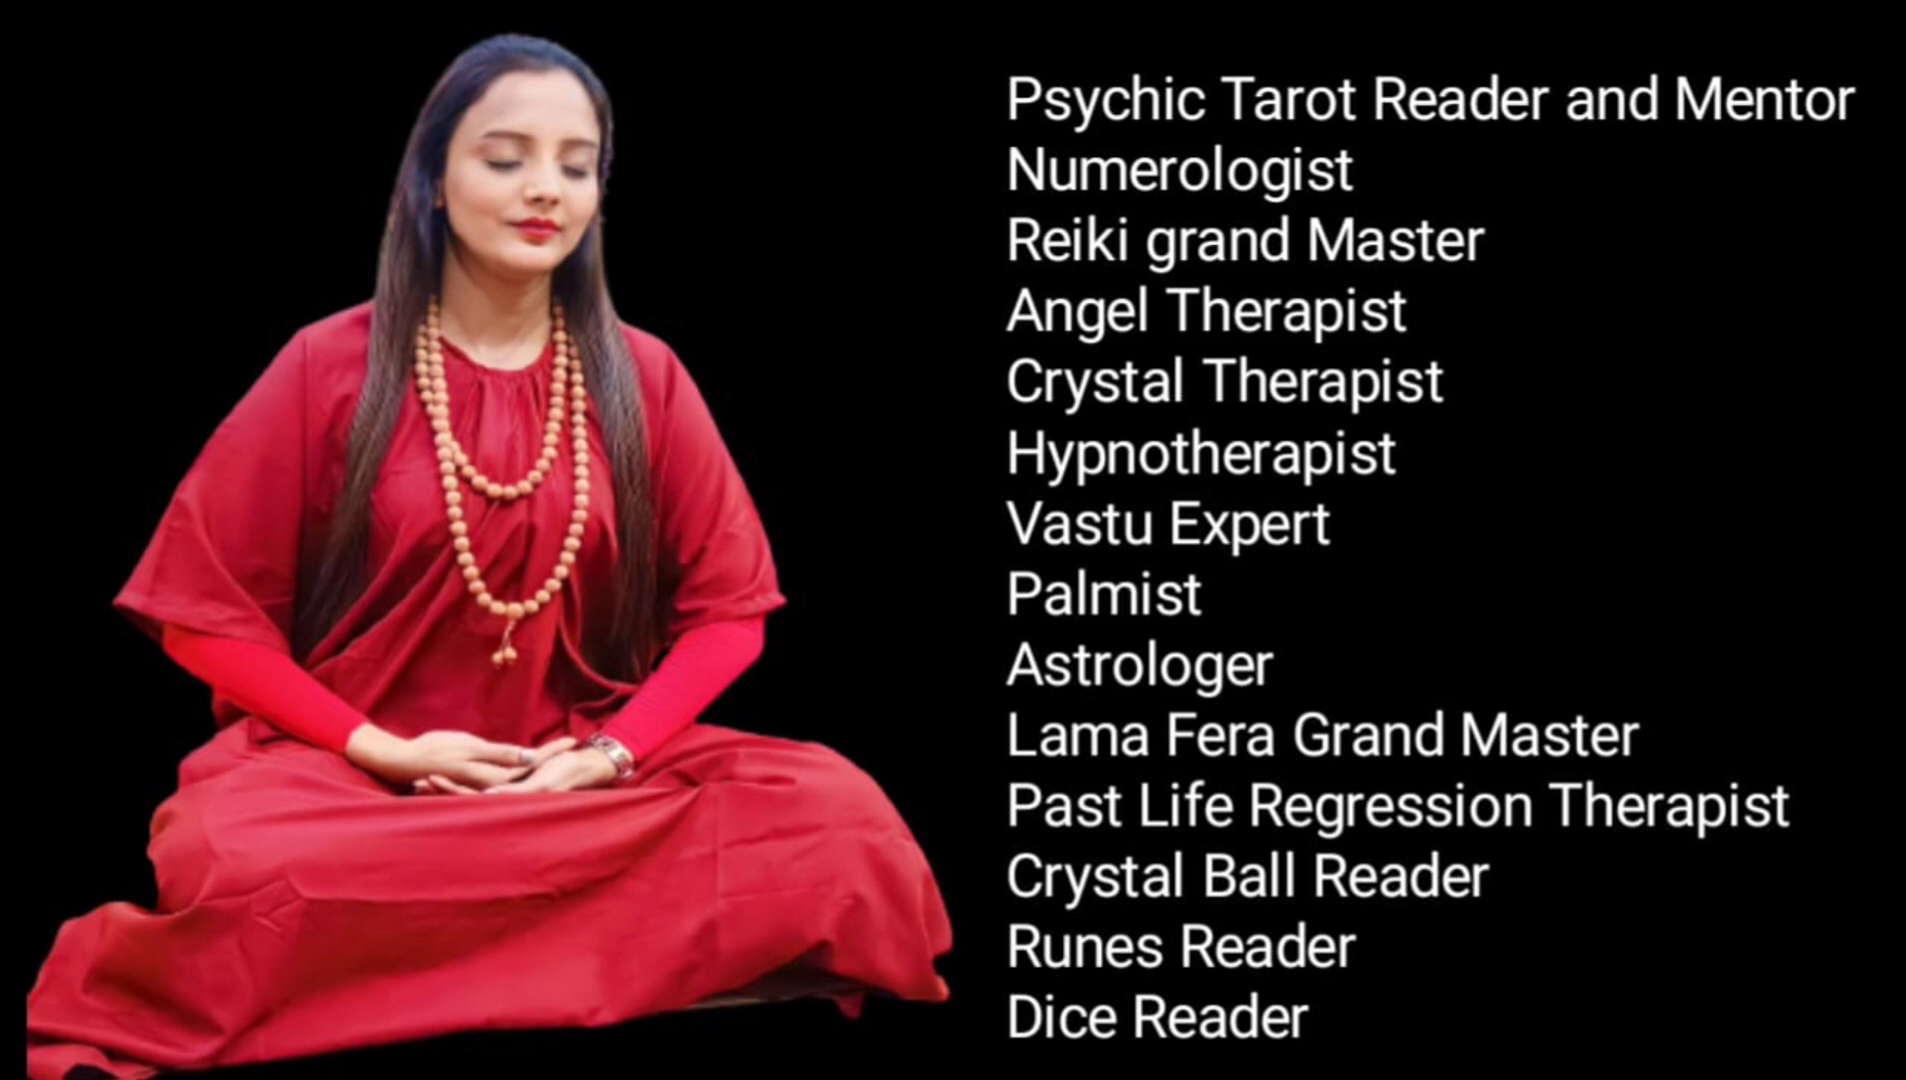 Psychic Tarot Reader and Mentor
Numerologist
Reiki grand Master
Angel Therapist
Crystal Therapist
Hypnotherapist
Vastu Expert
Palmist
Astrologer
Lama Fera Grand Master
Past Life Regression Therapist
Crystal Ball Reader
Runes Reader
Dice Reader